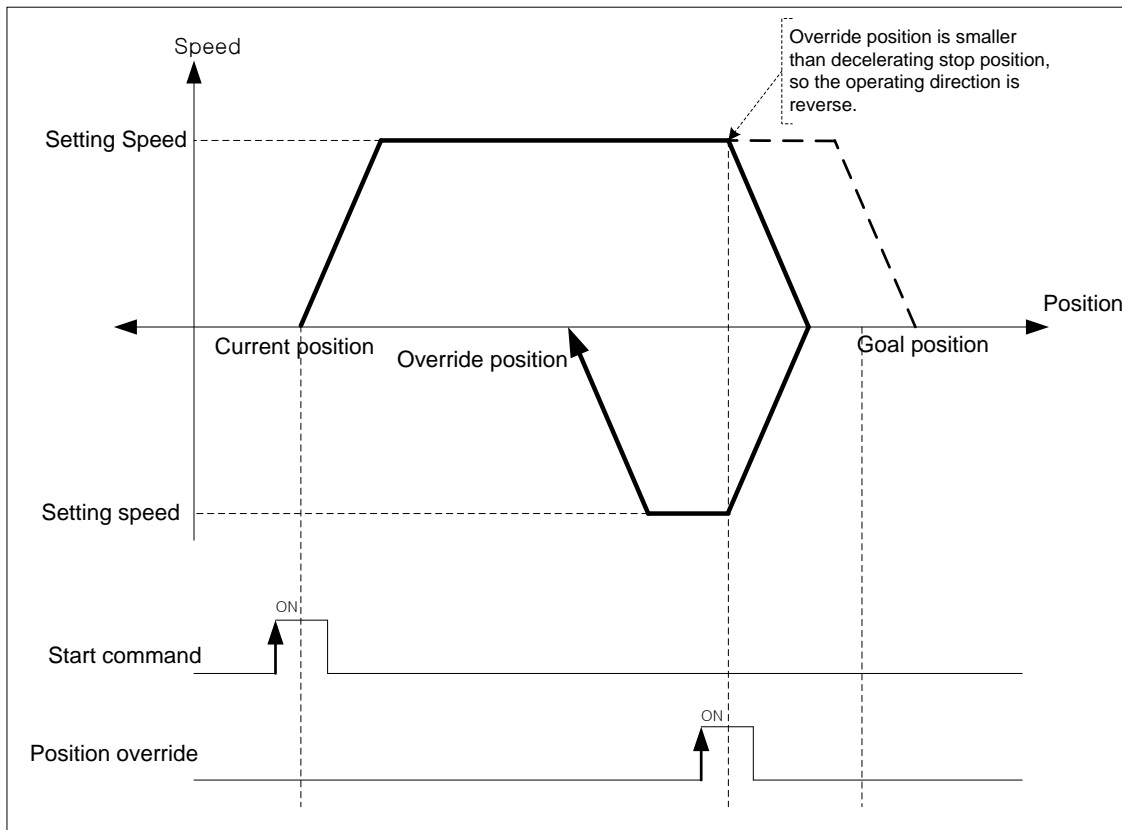 Speed
Override position is smaller
than decelerating stop position,
so the operating direction is
reverse.
Setting Speed
Position
Current position
Override position
Goal position
Setting speed
ON
Start command
ON
Position override